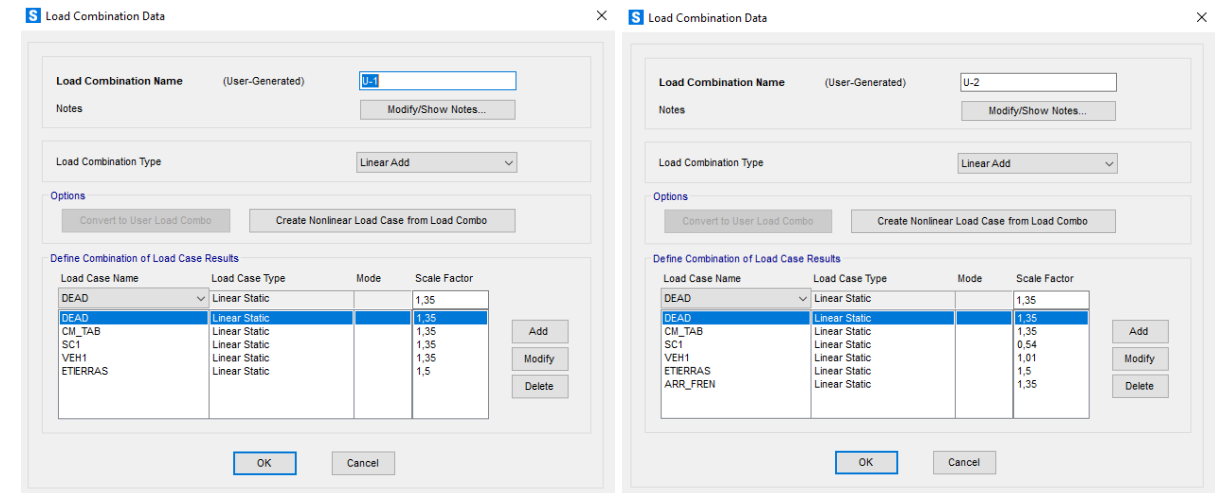 S Load Combination Data
Load Combination Name (User-Generated) U-1
Notes Modify/Show Notes...
Load Combination Type Linear Add
Options
Convert to User Load Combo Create Nonlinear Load Case from Load Combo
Define Combination of Load Case Results
Load Case Name Load Case Type Mode Scale Factor
DEAD Linear Static 1,35
DEAD Linear Static 1,35
CM_TAB Linear Static 1,35
SC1 Linear Static 1,35
VEH1 Linear Static 1,35
ETIERRAS Linear Static 1,5
Add
Modify
Delete
OK Cancel
S Load Combination Data
Load Combination Name (User-Generated) U-2
Notes Modify/Show Notes...
Load Combination Type Linear Add
Options
Convert to User Load Combo Create Nonlinear Load Case from Load Combo
Define Combination of Load Case Results
Load Case Name Load Case Type Mode Scale Factor
DEAD Linear Static 1,35
DEAD Linear Static 1,35
CM_TAB Linear Static 1,35
SC1 Linear Static 0,54
VEH1 Linear Static 1,01
ETIERRAS Linear Static 1,5
ARR_FREN Linear Static 1,35
Add
Modify
Delete
OK Cancel